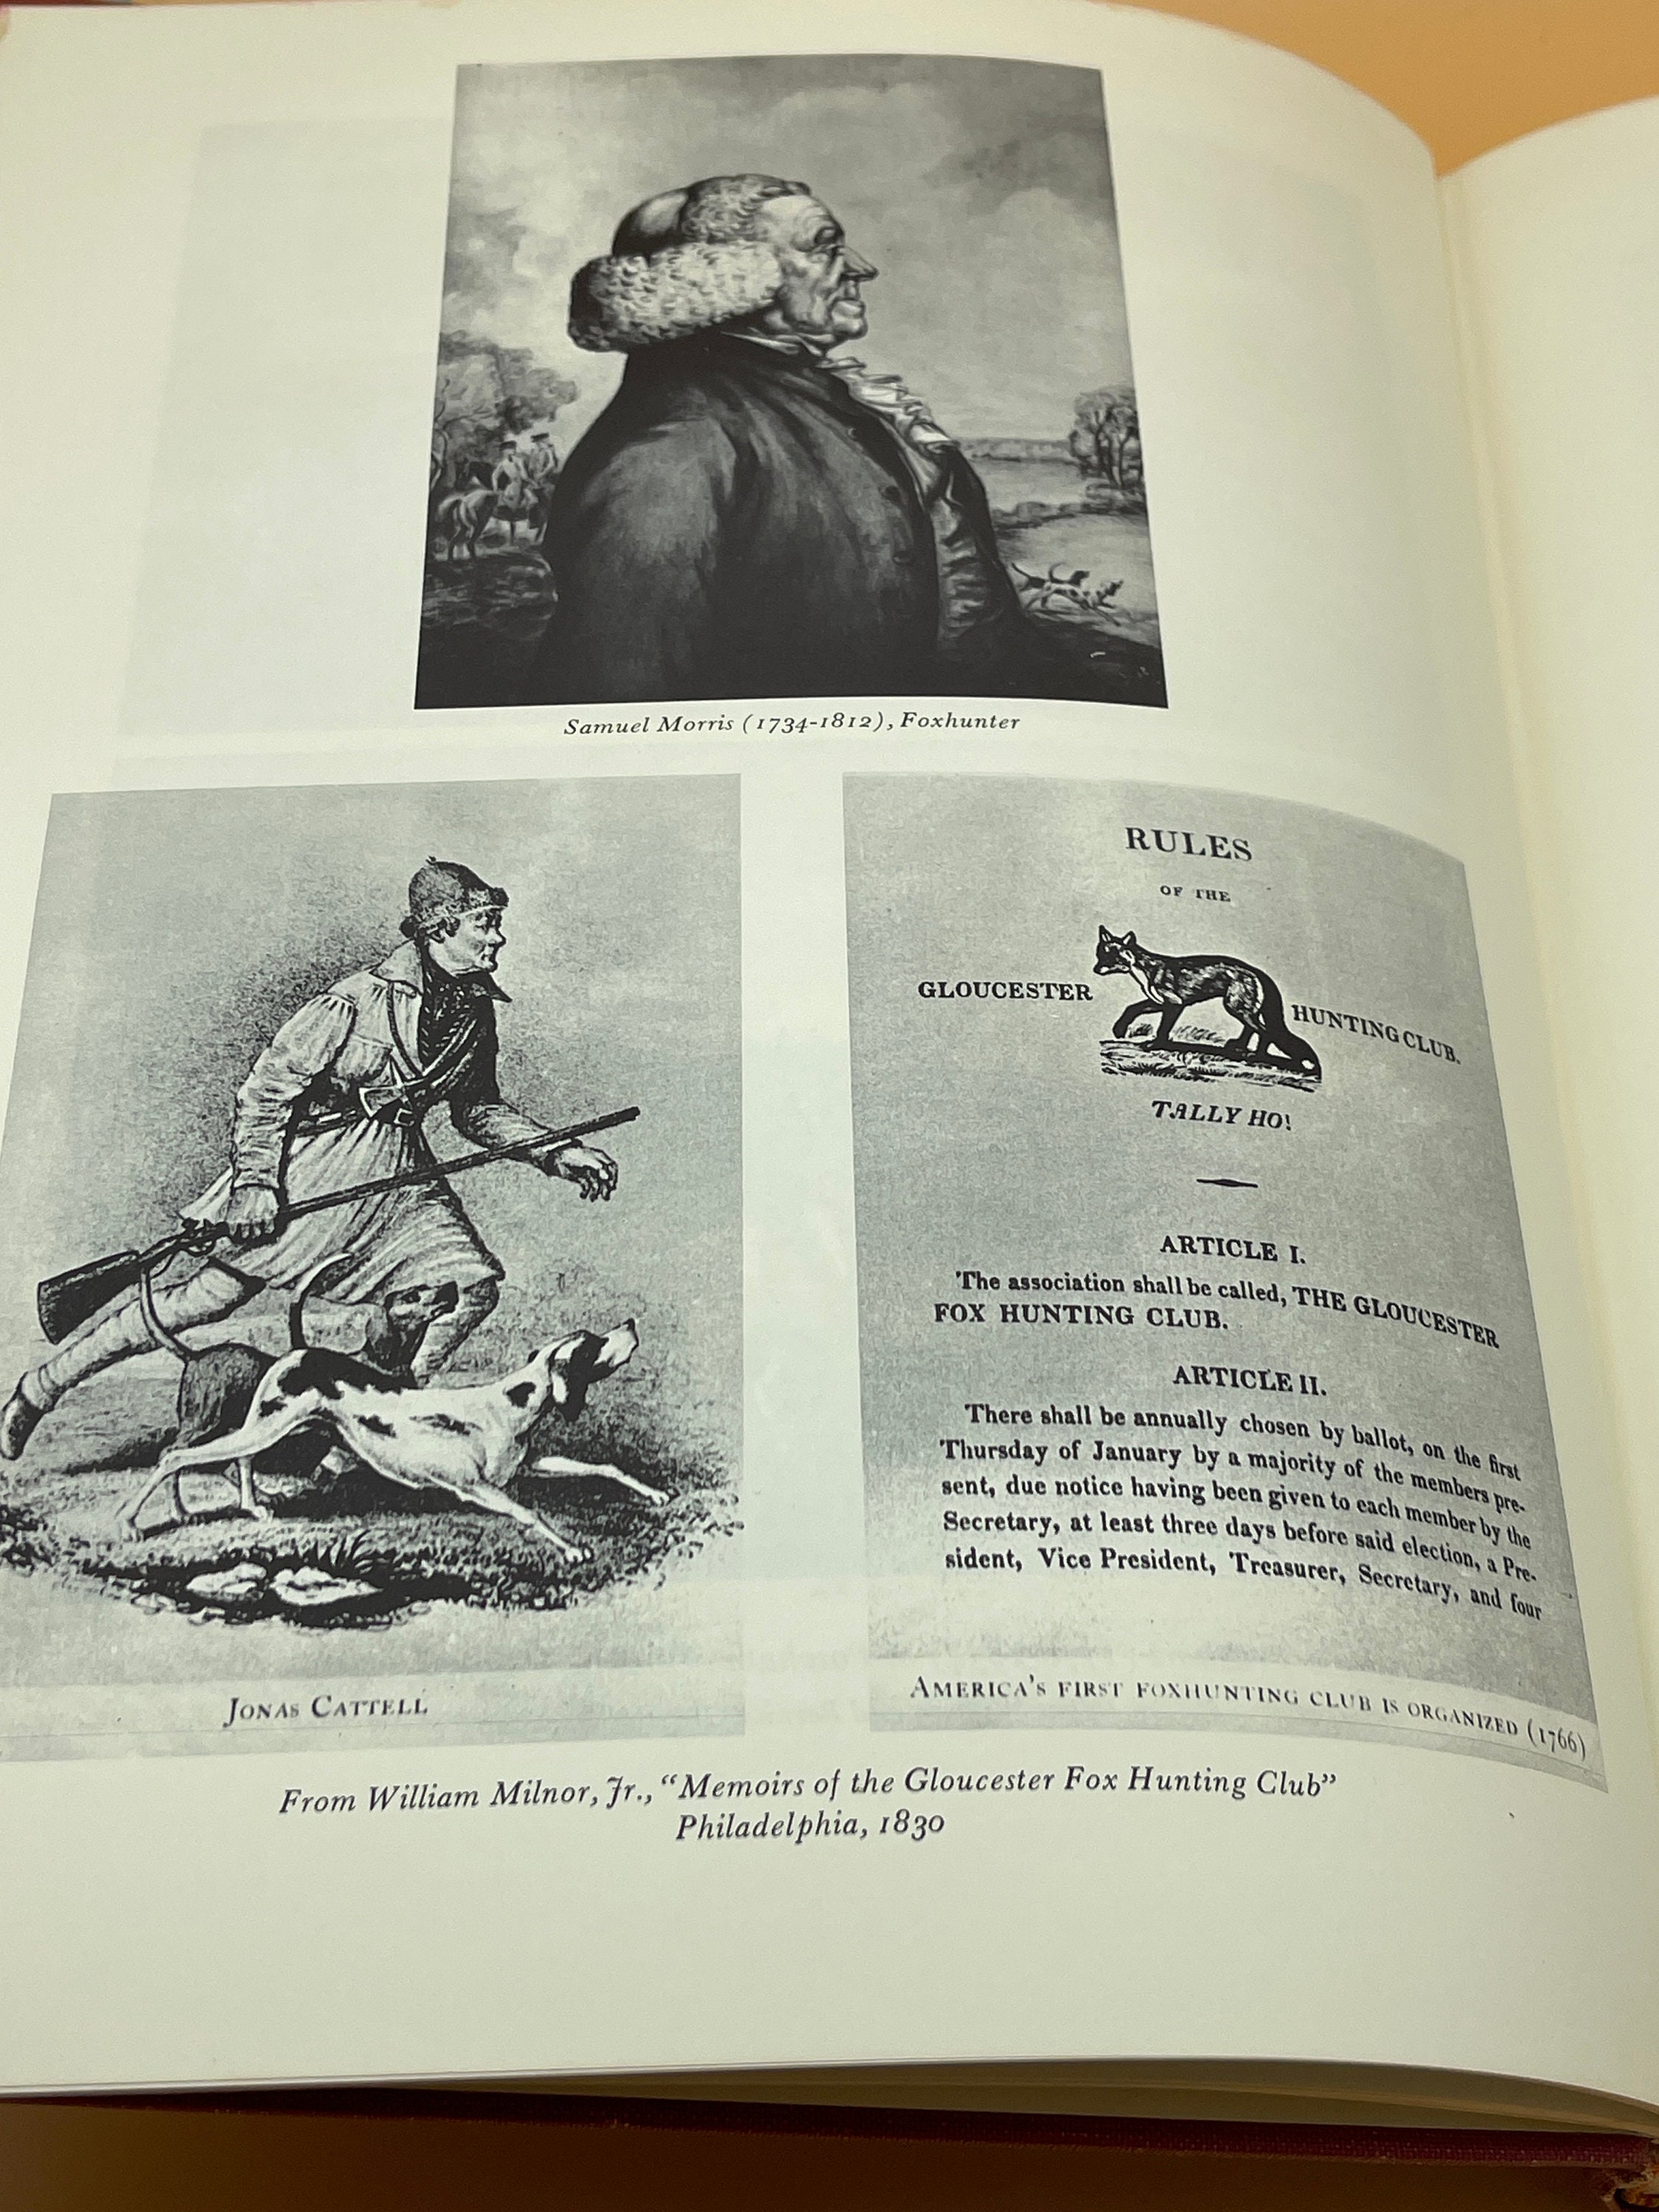 Samuel Morris (1734-1812), Foxhunter
RULES
OF THE
GLOUCESTER HUNTING CLUB.
TALLY HO!
ARTICLE I.
The association shall be called, THE GLOUCESTER
FOX HUNTING CLUB.
ARTICLE II.
There shall be annually chosen by ballot, on the first
Thursday of January by a majority of the members pre-
sent, due notice having been given to each member by the
Secretary, at least three days before said election, a Pre-
sident, Vice President, Treasurer, Secretary, and four
JONAS CATTELL
AMERICA'S FIRST FOXHUNTING CLUB IS ORGANIZED (1766)
From William Milnor, Jr., “Memoirs of the Gloucester Fox Hunting Club”
Philadelphia, 1830